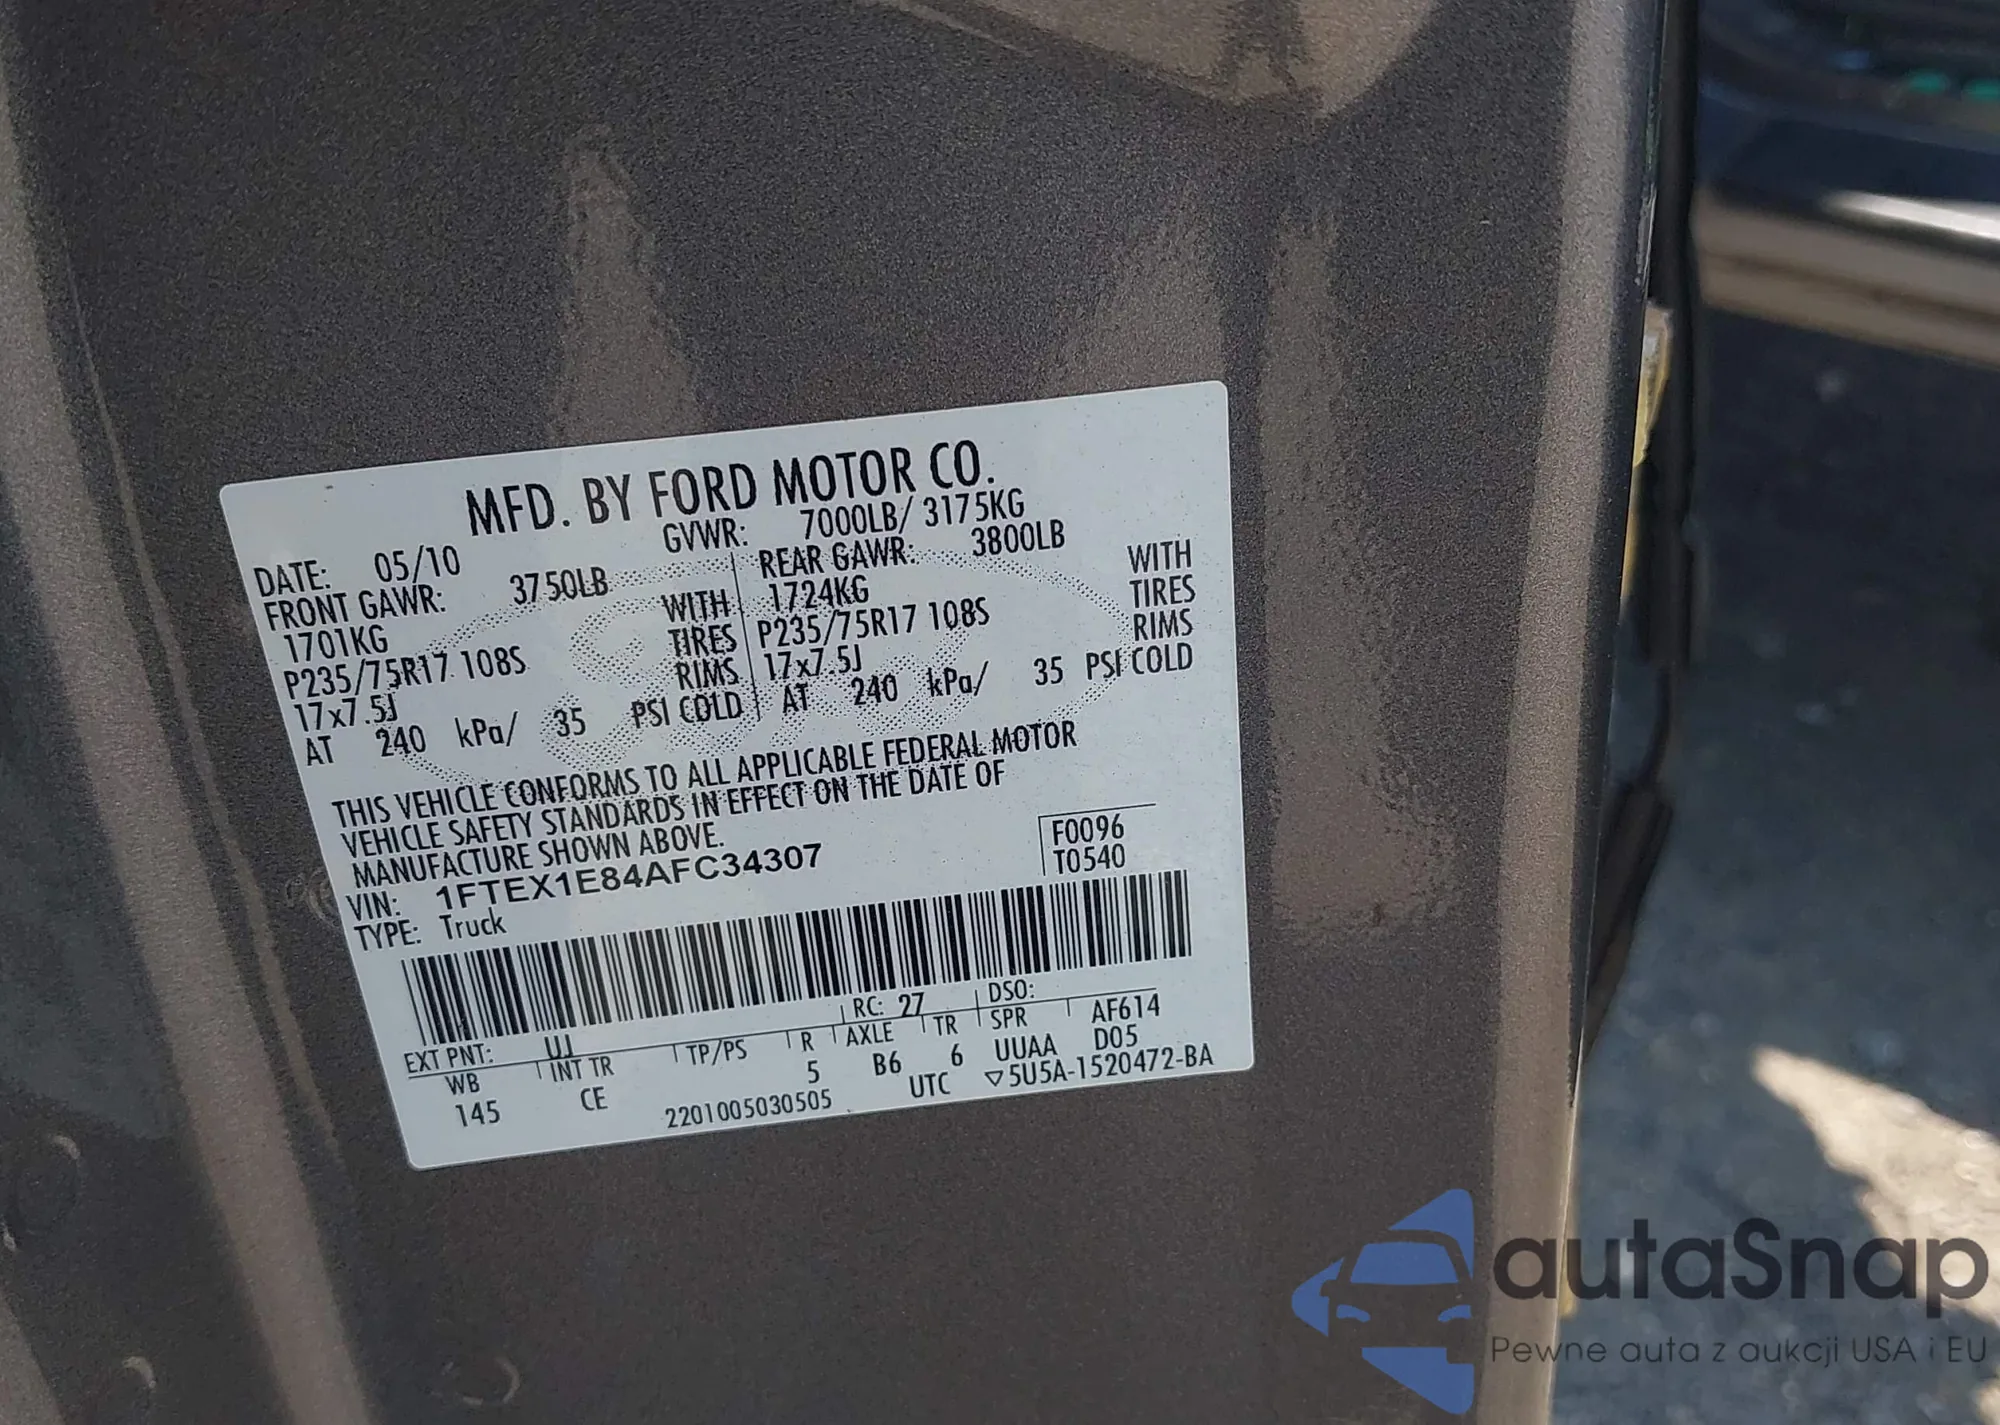 MFD. BY FORD MOTOR CO.
DATE: 05/10 GVWR: 7000LB/ 3175KG
FRONT GAWR: 3750LB REAR GAWR: 3800LB
1701KG WITH 1724KG WITH
P235/75R17 108S TIRES P235/75R17 108S TIRES
17x7.5J RIMS 17x7.5J RIMS
AT 240 kPa/ 35 PSI COLD AT 240 kPa/ 35 PSI COLD
THIS VEHICLE CONFORMS TO ALL APPLICABLE FEDERAL MOTOR
VEHICLE SAFETY STANDARDS IN EFFECT ON THE DATE OF
MANUFACTURE SHOWN ABOVE.
VIN: 1FTEX1E84AFC34307 F0096
TYPE: Truck T0540
EXT PNT: UJ RC: 27 DSO:
WB INT TR TP/PS R AXLE TR SPR AF614
145 CE 5 B6 6 UUAA D05
2201005030505 UTC ▽5U5A-1520472-BA
autaSnap
Pewne auta z aukcji USA i EU